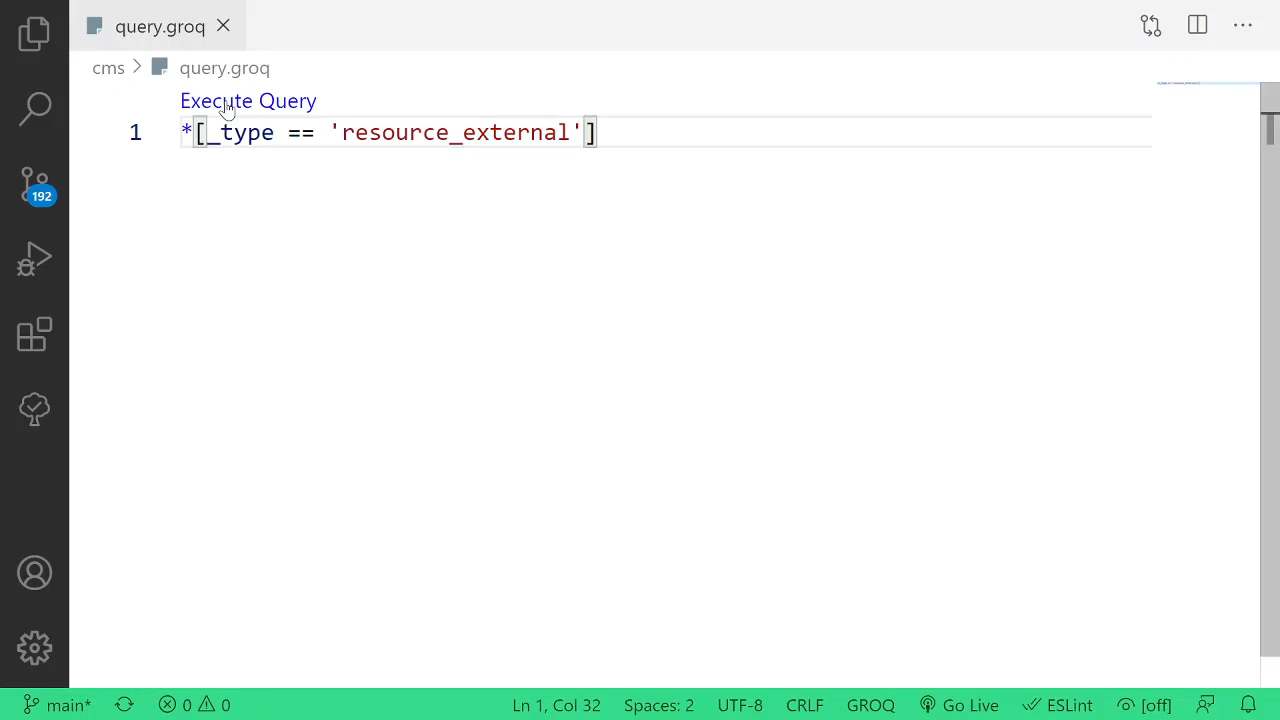 query.groq
cms > query.groq
Execute Query
1 *[_type == 'resource_external']
192
main* 0 0 Ln 1, Col 32 Spaces: 2 UTF-8 CRLF GROQ Go Live ESLint [off]